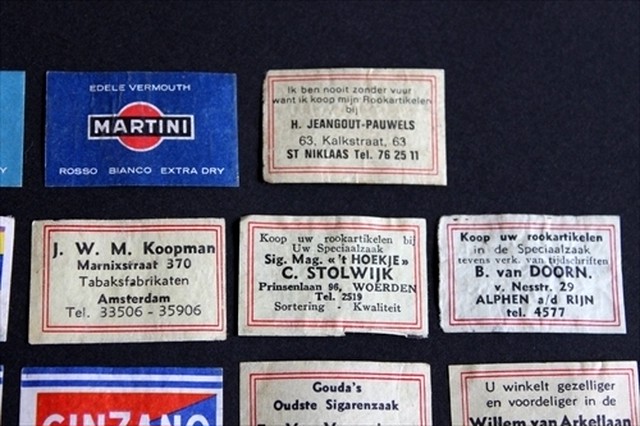 EDELE VERMOUTH
MARTINI
ROSSO BIANCO EXTRA DRY
Ik ben nooit zonder vuur
want ik koop mijn Rookartikelen
bij
H. JEANGOUT-PAUWELS
63, Kalkstraat, 63
ST NIKLAAS Tel. 76 25 11
Y
J. W. M. Koopman
Marnixstraat 370
Tabaksfabrikaten
Amsterdam
Tel. 33506 - 35906
Koop uw rookartikelen bij
Uw Speciaalzaak
Sig. Mag. «'t HOEKJE»
C. STOLWIJK
Prinsenlaan 96, WOERDEN
Tel. 2519
Sortering - Kwaliteit
Koop uw rookartikelen
in de Speciaalzaak
tevens verk. van tijdschriften
B. van DOORN.
v. Nesstr. 29
ALPHEN a/d RIJN
tel. 4577
CINZANO
Gouda's
Oudste Sigarenzaak
U winkelt gezelliger
en voordeliger in de
Willem van Arkellaan